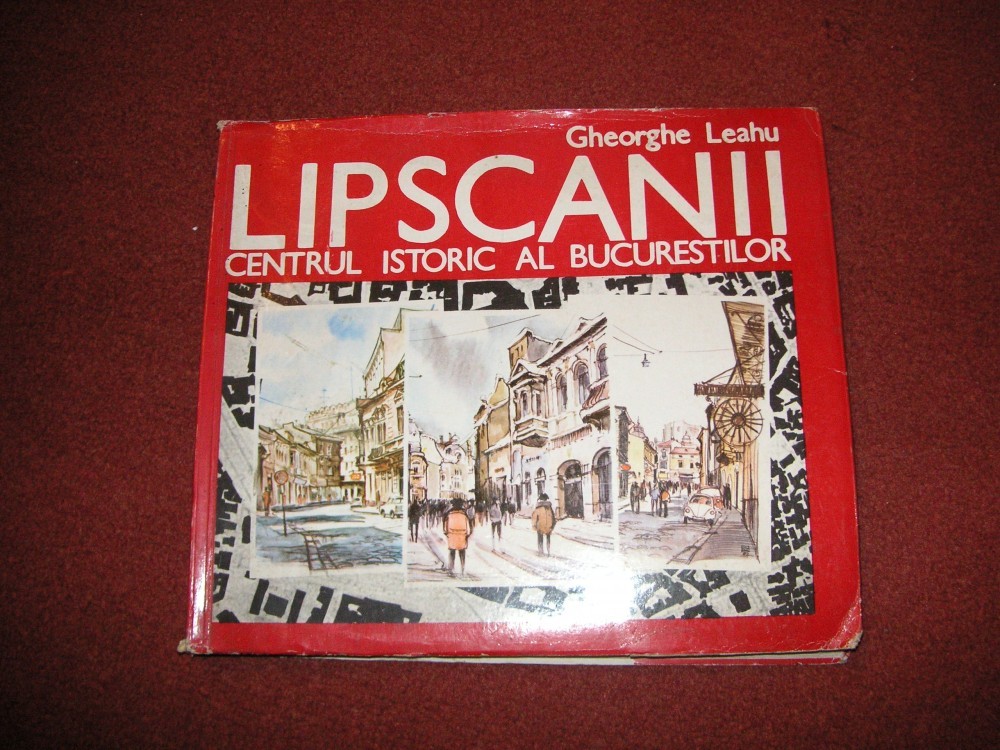 Gheorghe Leahu
LIPSCANII
CENTRUL ISTORIC AL BUCURESTILOR